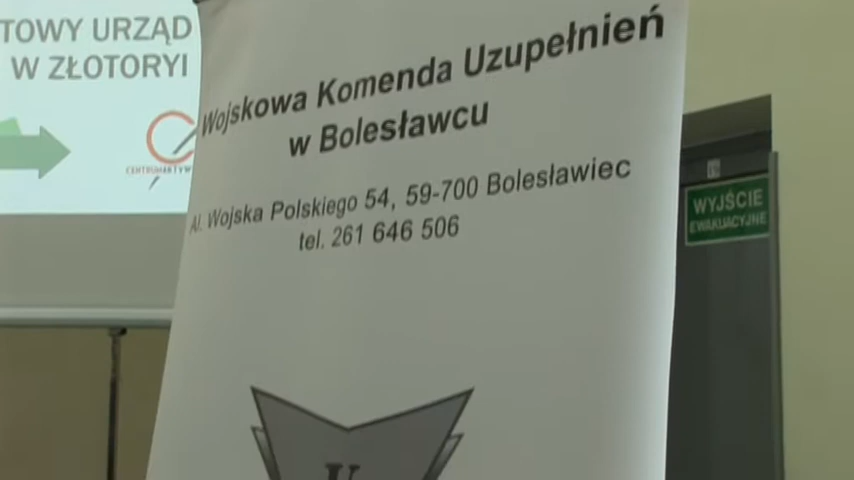 TOWY URZĄD
W ZŁOTORYI
Wojskowa Komenda Uzupełnień
w Bolesławcu
Al. Wojska Polskiego 54, 59-700 Bolesławiec
tel. 261 646 506
WYJŚCIE
EWAKUACYJNE